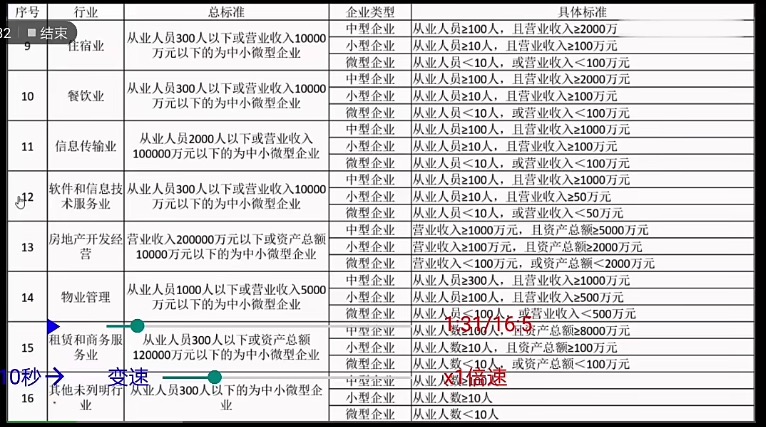 序号 行业 总标准 企业类型 具体标准
32 结束
9 住宿业 从业人员300人以下或营业收入10000
万元以下的为中小微型企业
中型企业 从业人员≥100人，且营业收入≥2000万
小型企业 从业人员≥10人，且营业收入≥100万元
微型企业 从业人员＜10人，或营业收入＜100万元
10 餐饮业 从业人员300人以下或营业收入10000
万元以下的为中小微型企业
中型企业 从业人员≥100人，且营业收入≥2000万元
小型企业 从业人员≥10人，且营业收入≥100万元
微型企业 从业人员＜10人，或营业收入＜100万元
11 信息传输业 从业人员2000人以下或营业收入
100000万元以下的为中小微型企业
中型企业 从业人员≥100人，且营业收入≥1000万元
小型企业 从业人员≥10人，且营业收入≥100万元
微型企业 从业人员＜10人，或营业收入＜100万元
12 软件和信息技
术服务业
从业人员300人以下或营业收入10000
万元以下的为中小微型企业
中型企业 从业人员≥100人，且营业收入≥1000万元
小型企业 从业人员≥10人，且营业收入≥50万元
微型企业 从业人员＜10人，或营业收入＜50万元
13 房地产开发经
营
营业收入200000万元以下或资产总额
10000万元以下的为中小微型企业
中型企业 营业收入≥1000万元，且资产总额≥5000万元
小型企业 营业收入≥100万元，且资产总额≥2000万元
微型企业 营业收入＜100万元，或资产总额＜2000万元
14 物业管理 从业人员1000人以下或营业收入5000
万元以下的为中小微型企业
中型企业 从业人员≥300人，且营业收入≥1000万元
小型企业 从业人员≥100人，且营业收入≥500万元
微型企业 从业人员＜100人，或营业收入＜500万元
15 租赁和商务服
务业
从业人员300人以下或资产总额
120000万元以下的为中小微型企业
中型企业 从业人数≥100人，且资产总额≥8000万元
小型企业 从业人数≥10人，且资产总额≥100万元
微型企业 从业人数＜10人，或资产总额＜100万元
16 其他未列明行
业
从业人员300人以下的为中小微型企
业
中型企业 从业人数≥100人
小型企业 从业人数≥10人
微型企业 从业人数＜10人
10秒 变速 x1倍速